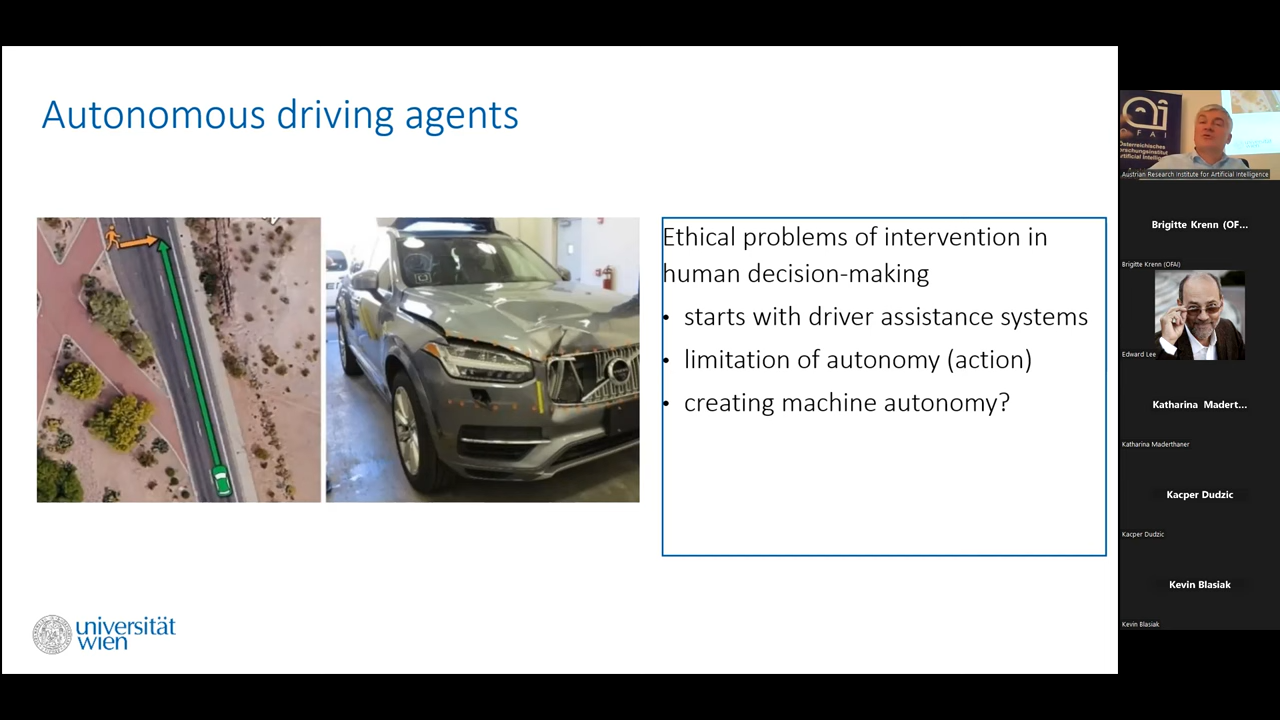 Autonomous driving agents
Ethical problems of intervention in
human decision-making
• starts with driver assistance systems
• limitation of autonomy (action)
• creating machine autonomy?
universität
wien
OFAI
Österreichisches
Forschungsinstitut
Artificial Intelligence
Austrian Research Institute for Artificial Intelligence
Brigitte Krenn (OF...
Brigitte Krenn (OFAI)
Edward Lee
Katharina Madert...
Katharina Maderthaner
Kacper Dudzic
Kacper Dudzic
Kevin Blasiak
Kevin Blasiak